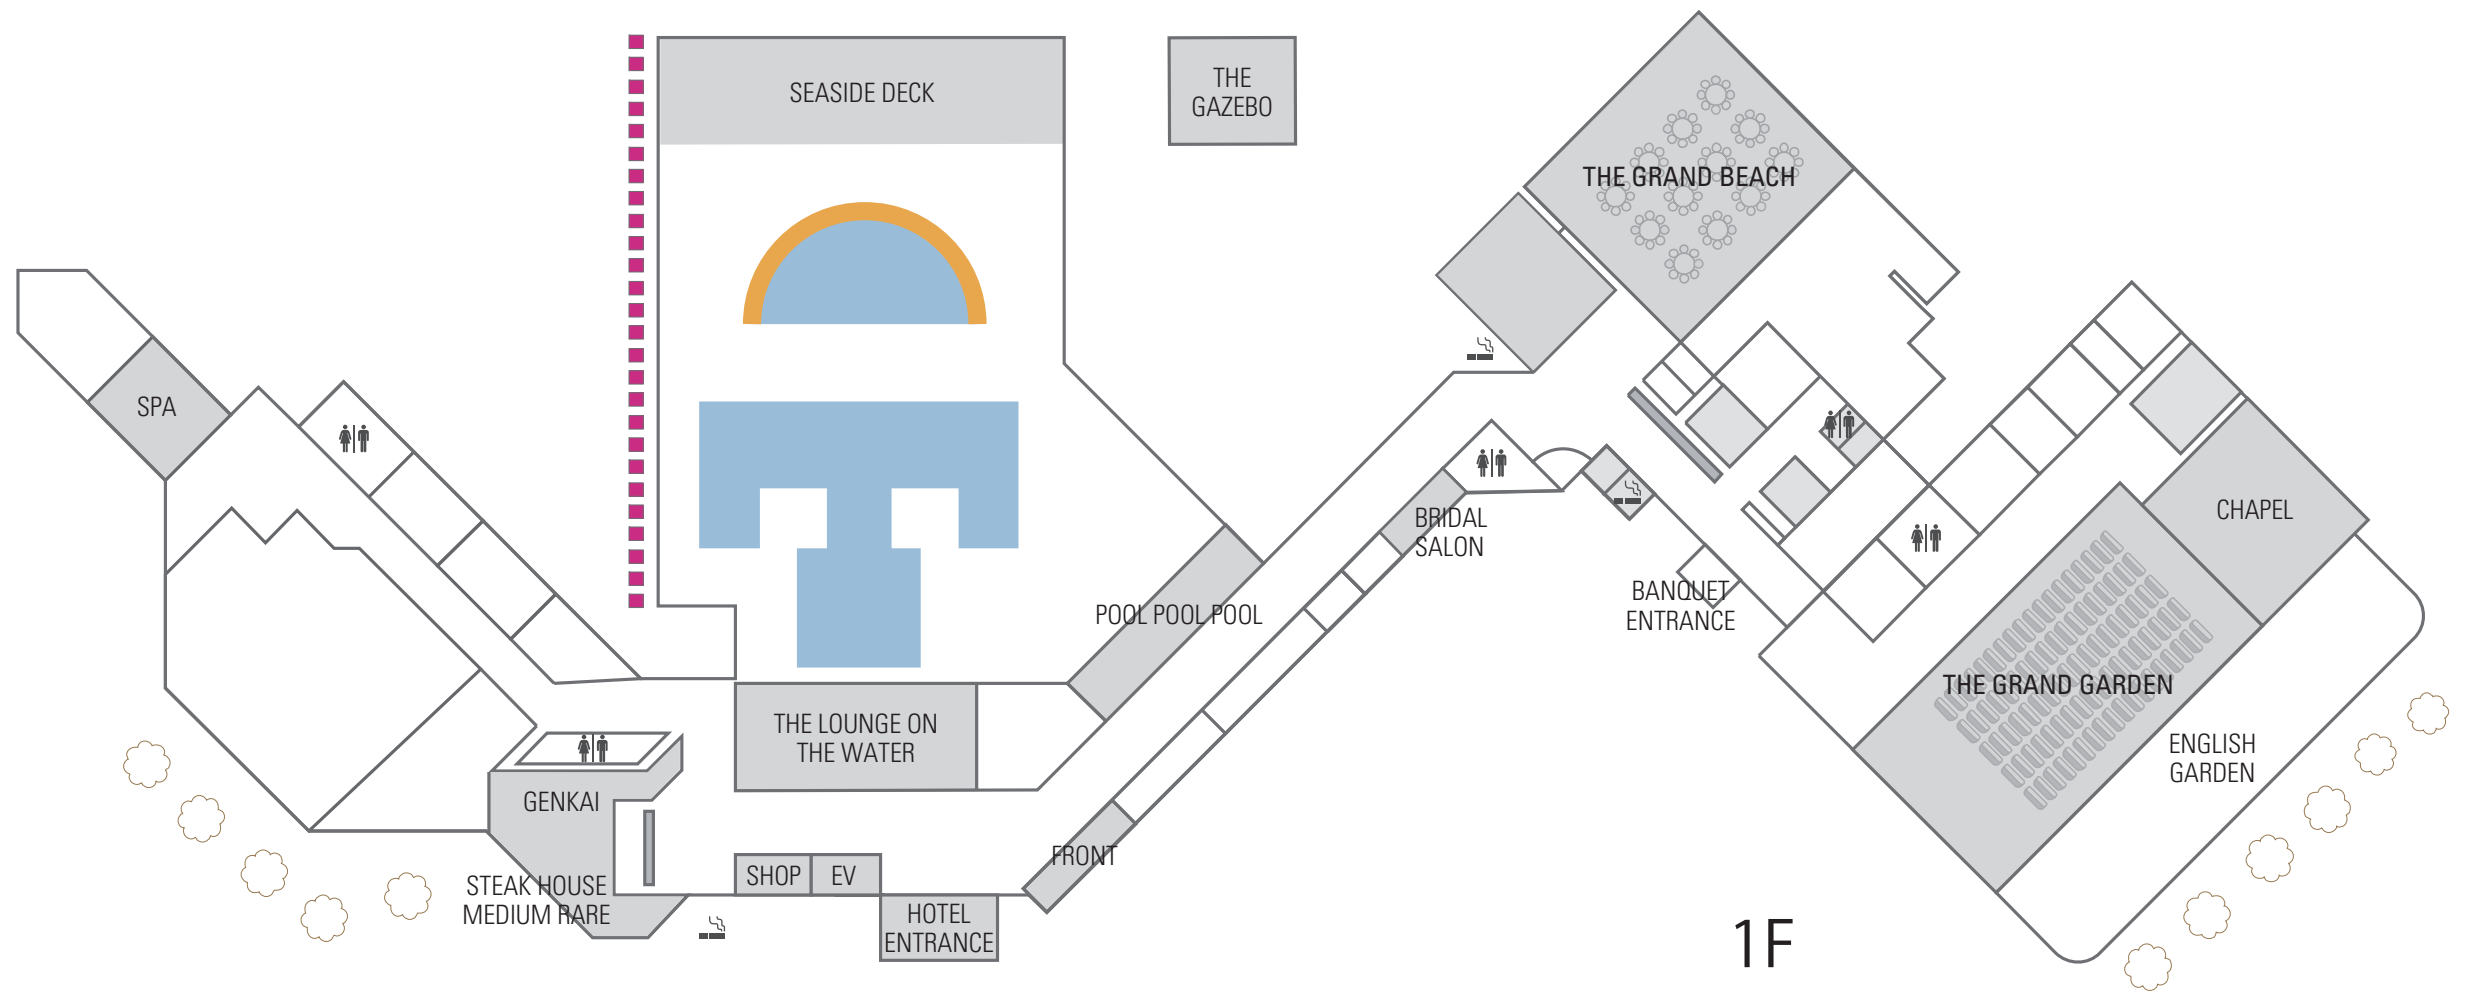 SEASIDE DECK
THE
GAZEBO
THE GRAND BEACH
SPA
CHAPEL
BRIDAL
SALON
BANQUET
ENTRANCE
POOL POOL POOL
THE GRAND GARDEN
THE LOUNGE ON
THE WATER
ENGLISH
GARDEN
GENKAI
FRONT
SHOP
EV
STEAK HOUSE
MEDIUM RARE
HOTEL
ENTRANCE
1F